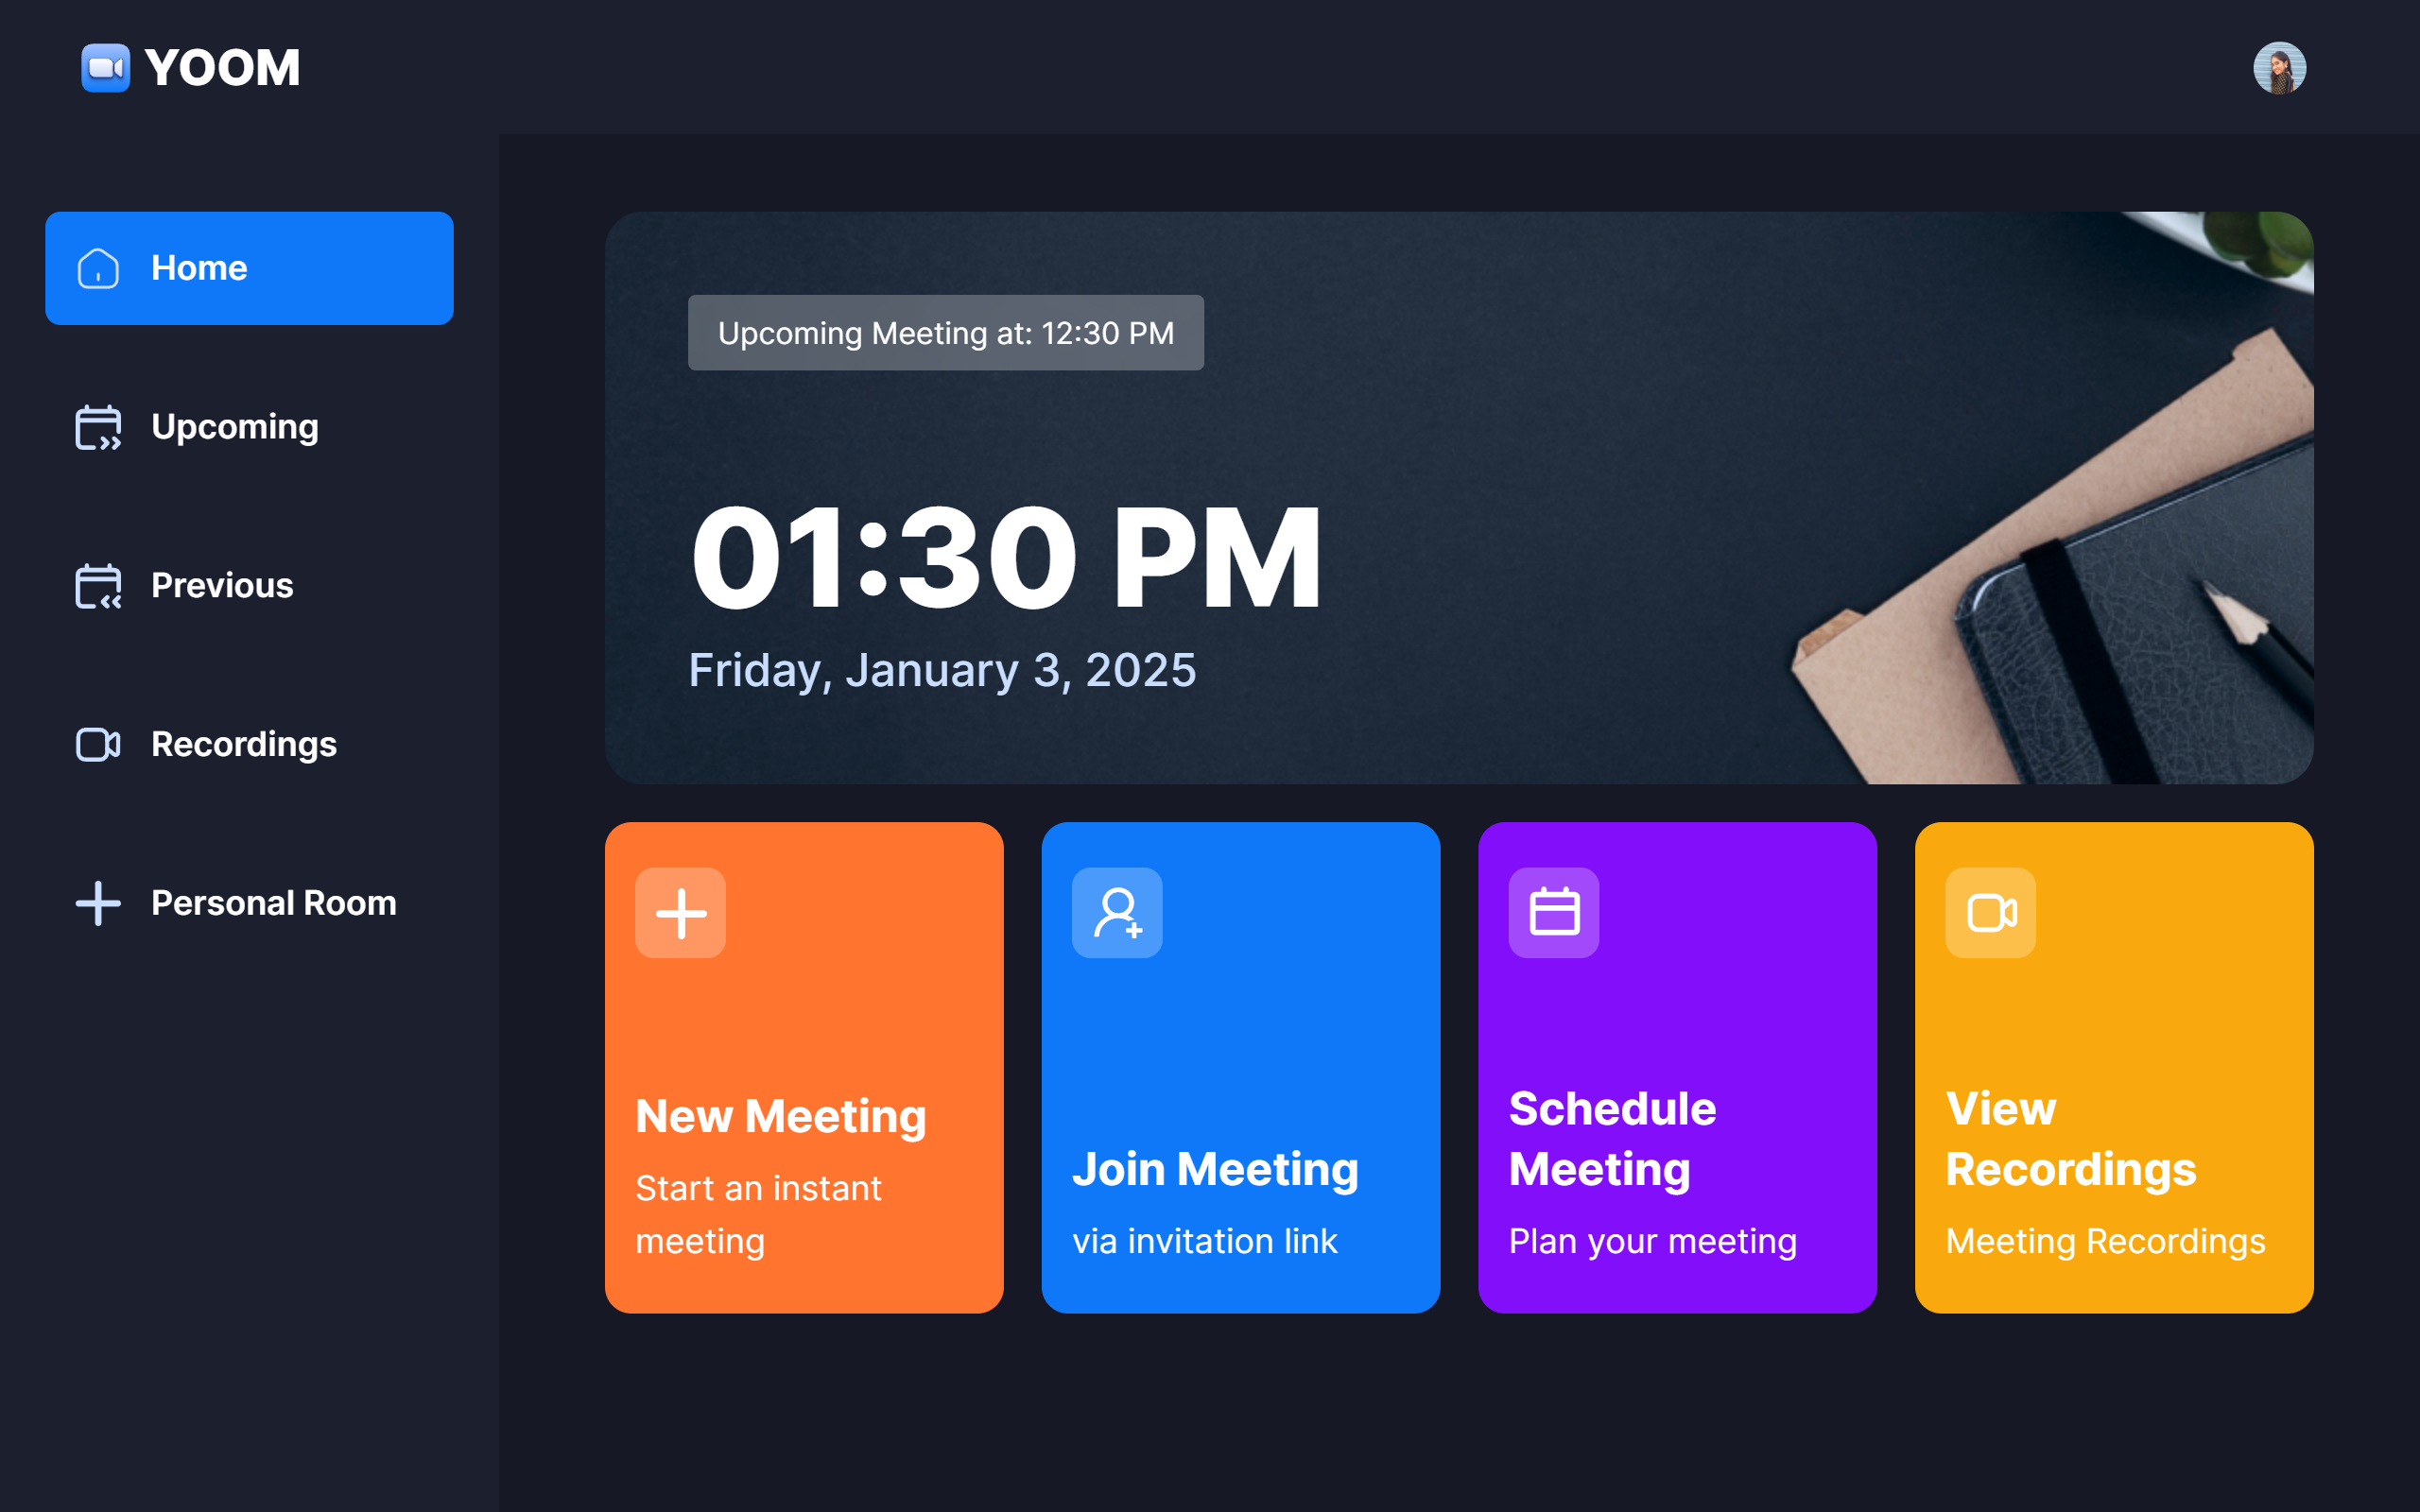 YOOM
Home
Upcoming
Previous
Recordings
Personal Room
Upcoming Meeting at: 12:30 PM
01:30 PM
Friday, January 3, 2025
New Meeting
Start an instant
meeting
Join Meeting
via invitation link
Schedule
Meeting
Plan your meeting
View
Recordings
Meeting Recordings